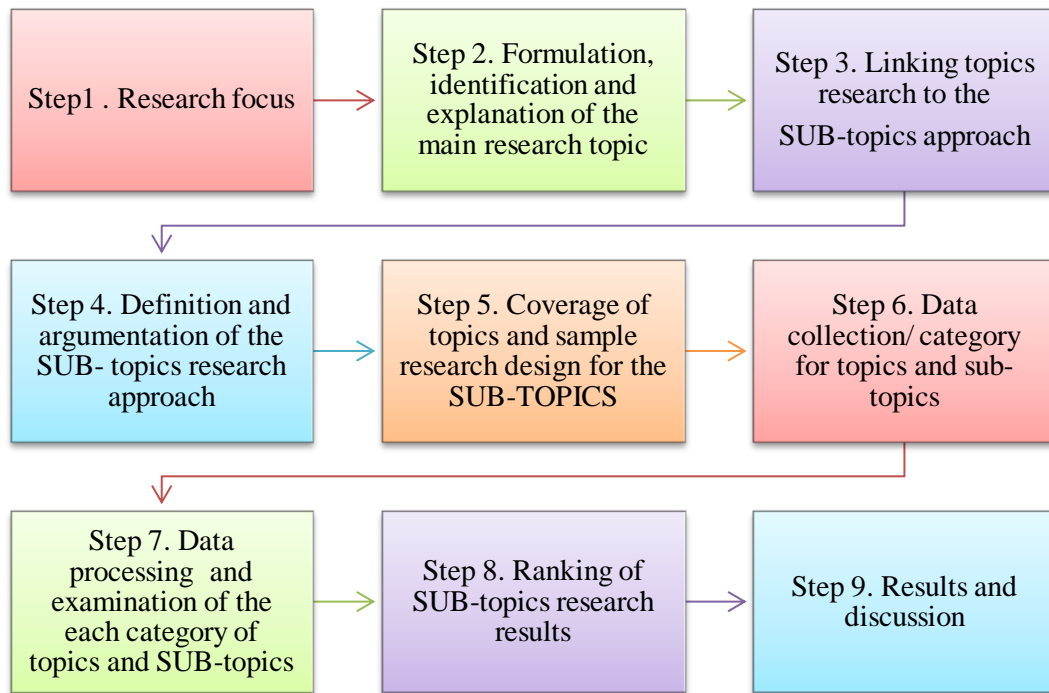 Step1 . Research focus
Step 2. Formulation,
identification and
explanation of the
main research topic
Step 3. Linking topics
research to the
SUB-topics approach
Step 4. Definition and
argumentation of the
SUB- topics research
approach
Step 5. Coverage of
topics and sample
research design for the
SUB-TOPICS
Step 6. Data
collection/ category
for topics and sub-
topics
Step 7. Data
processing and
examination of the
each category of
topics and SUB-topics
Step 8. Ranking of
SUB-topics research
results
Step 9. Results and
discussion